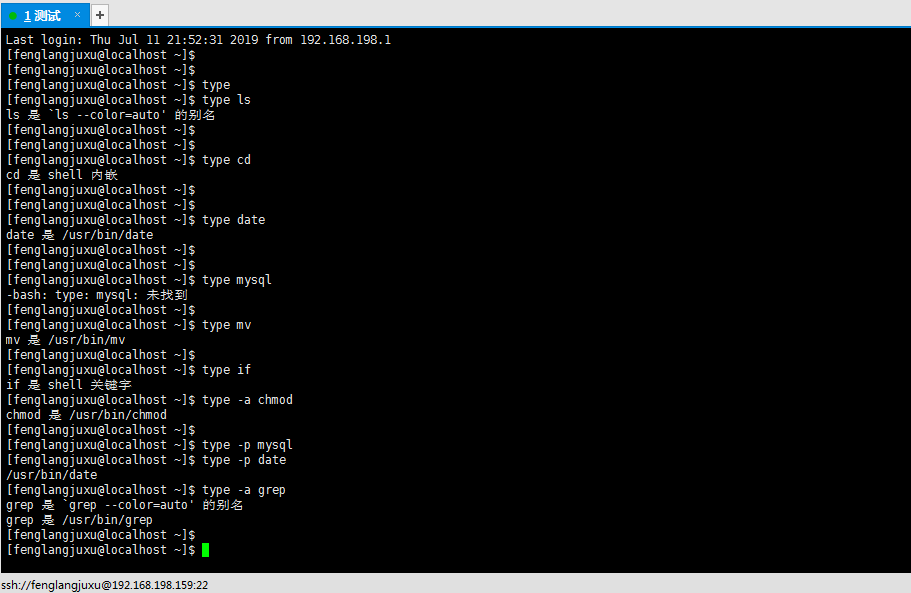 1 测试 × +
Last login: Thu Jul 11 21:52:31 2019 from 192.168.198.1
[fenglangjuxu@localhost ~]$
[fenglangjuxu@localhost ~]$
[fenglangjuxu@localhost ~]$ type
[fenglangjuxu@localhost ~]$ type ls
ls 是 `ls --color=auto' 的别名
[fenglangjuxu@localhost ~]$
[fenglangjuxu@localhost ~]$
[fenglangjuxu@localhost ~]$ type cd
cd 是 shell 内嵌
[fenglangjuxu@localhost ~]$
[fenglangjuxu@localhost ~]$
[fenglangjuxu@localhost ~]$ type date
date 是 /usr/bin/date
[fenglangjuxu@localhost ~]$
[fenglangjuxu@localhost ~]$
[fenglangjuxu@localhost ~]$ type mysql
-bash: type: mysql: 未找到
[fenglangjuxu@localhost ~]$
[fenglangjuxu@localhost ~]$ type mv
mv 是 /usr/bin/mv
[fenglangjuxu@localhost ~]$
[fenglangjuxu@localhost ~]$ type if
if 是 shell 关键字
[fenglangjuxu@localhost ~]$ type -a chmod
chmod 是 /usr/bin/chmod
[fenglangjuxu@localhost ~]$
[fenglangjuxu@localhost ~]$ type -p mysql
[fenglangjuxu@localhost ~]$ type -p date
/usr/bin/date
[fenglangjuxu@localhost ~]$ type -a grep
grep 是 `grep --color=auto' 的别名
grep 是 /usr/bin/grep
[fenglangjuxu@localhost ~]$
[fenglangjuxu@localhost ~]$
ssh://fenglangjuxu@192.168.198.159:22